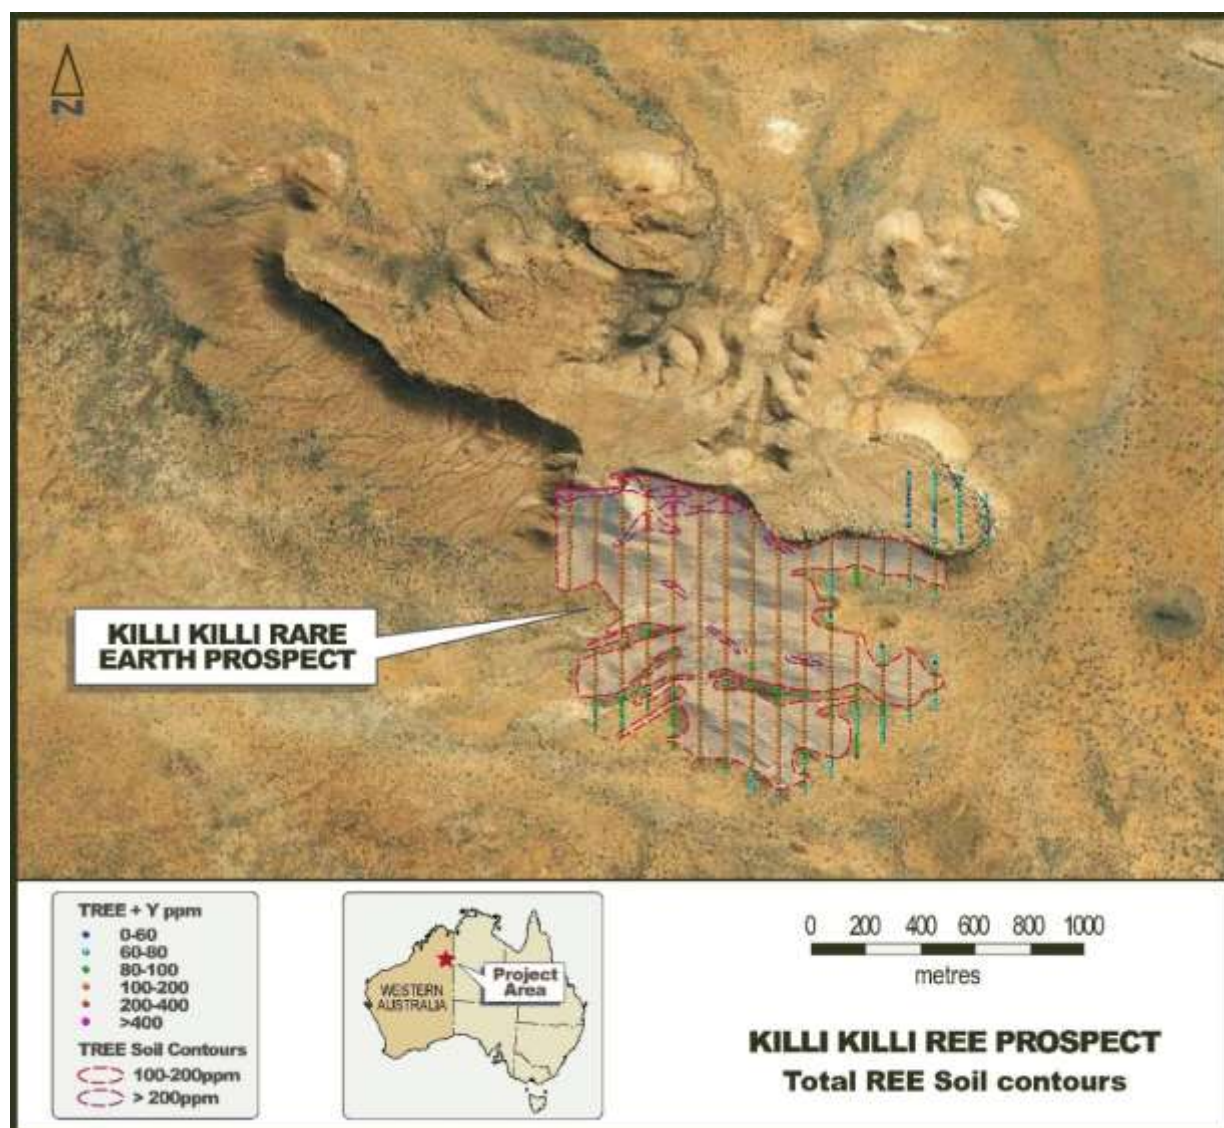 N
KILLI KILLI RARE
EARTH PROSPECT
TREE + Y ppm
0-60
60-80
80-100
100-200
200-400
>400
TREE Soil Contours
100-200ppm
> 200ppm
WESTERN
AUSTRALIA
Project
Area
0 200 400 600 800 1000
metres
KILLI KILLI REE PROSPECT
Total REE Soil contours